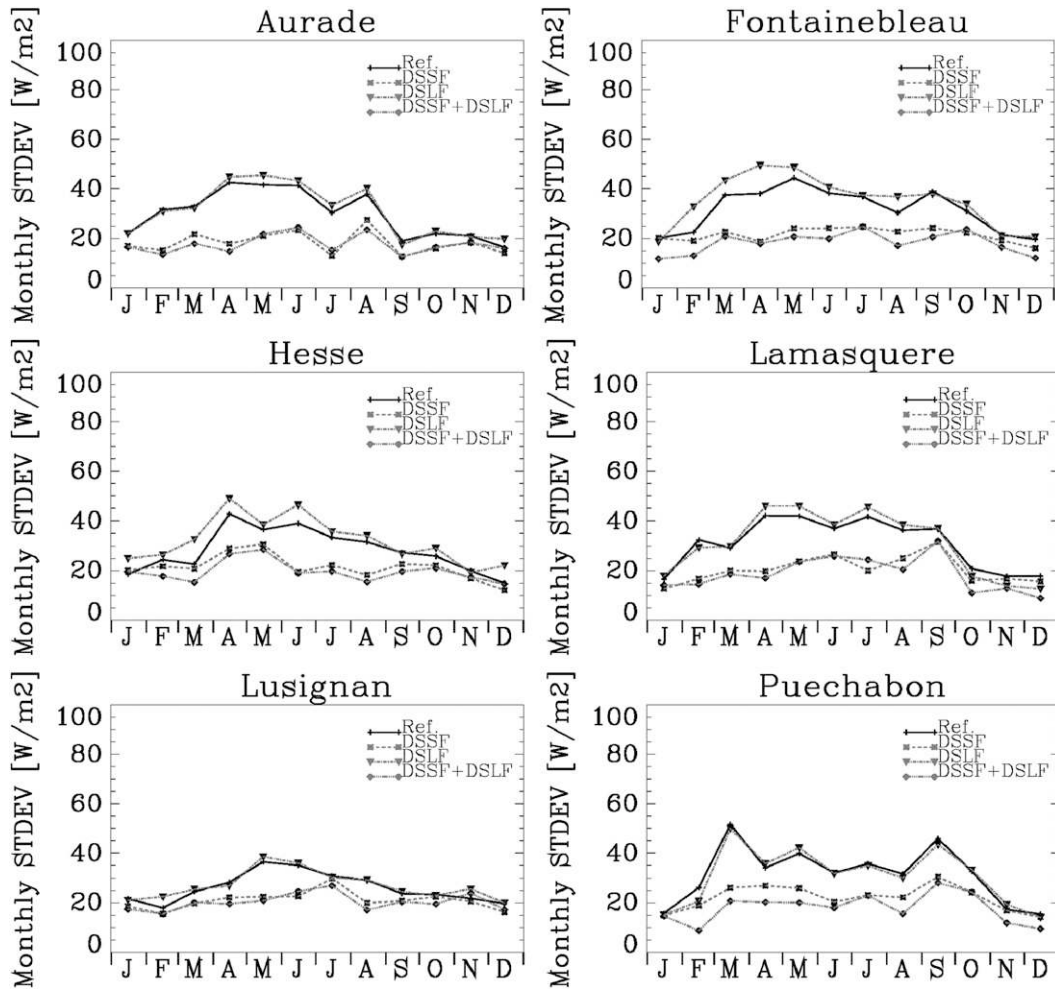 Aurade
Monthly STDEV [W/m2]
100
80
60
40
20
0
Ref.
DSSF
DSLF
DSSF+DSLF
J F M A M J J A S O N D
Fontainebleau
Monthly STDEV [W/m2]
100
80
60
40
20
0
Ref.
DSSF
DSLF
DSSF+DSLF
J F M A M J J A S O N D
Hesse
Monthly STDEV [W/m2]
100
80
60
40
20
0
Ref.
DSSF
DSLF
DSSF+DSLF
J F M A M J J A S O N D
Lamasquere
Monthly STDEV [W/m2]
100
80
60
40
20
0
Ref.
DSSF
DSLF
DSSF+DSLF
J F M A M J J A S O N D
Lusignan
Monthly STDEV [W/m2]
100
80
60
40
20
0
Ref.
DSSF
DSLF
DSSF+DSLF
J F M A M J J A S O N D
Puechabon
Monthly STDEV [W/m2]
100
80
60
40
20
0
Ref.
DSSF
DSLF
DSSF+DSLF
J F M A M J J A S O N D